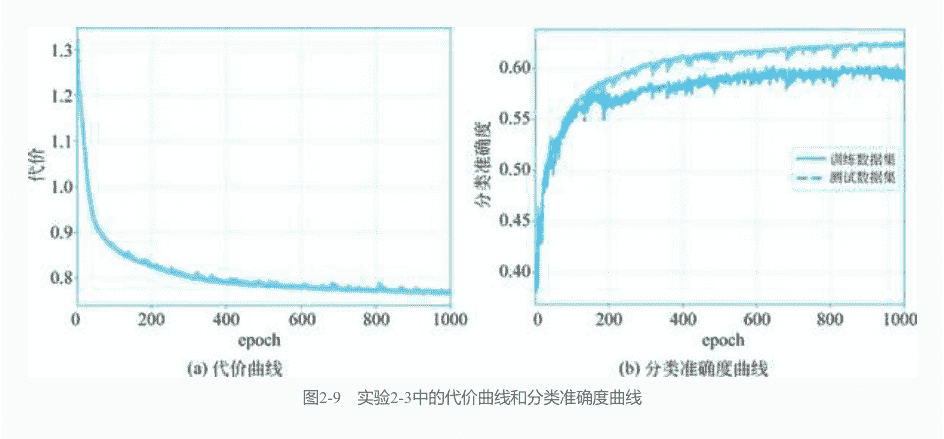 1.3
1.2
1.1
1.0
0.9
0.8
代价
0 200 400 600 800 1000
epoch
(a) 代价曲线
0.60
0.55
0.50
0.45
0.40
分类准确度
训练数据集
测试数据集
0 200 400 600 800 1000
epoch
(b) 分类准确度曲线
图2-9 实验2-3中的代价曲线和分类准确度曲线